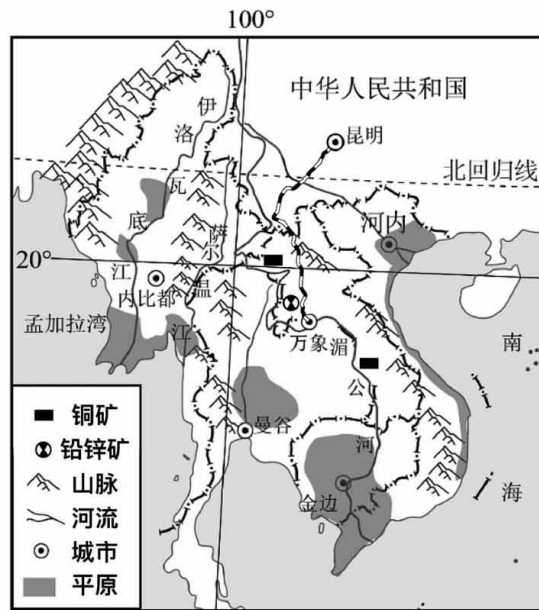 100°
中华人民共和国
昆明
北回归线
伊
洛
瓦
底
江
萨
尔
温
江
河内
20°
内比都
孟加拉湾
万象
湄
公
河
南
海
曼谷
金边
铜矿
铅锌矿
山脉
河流
城市
平原